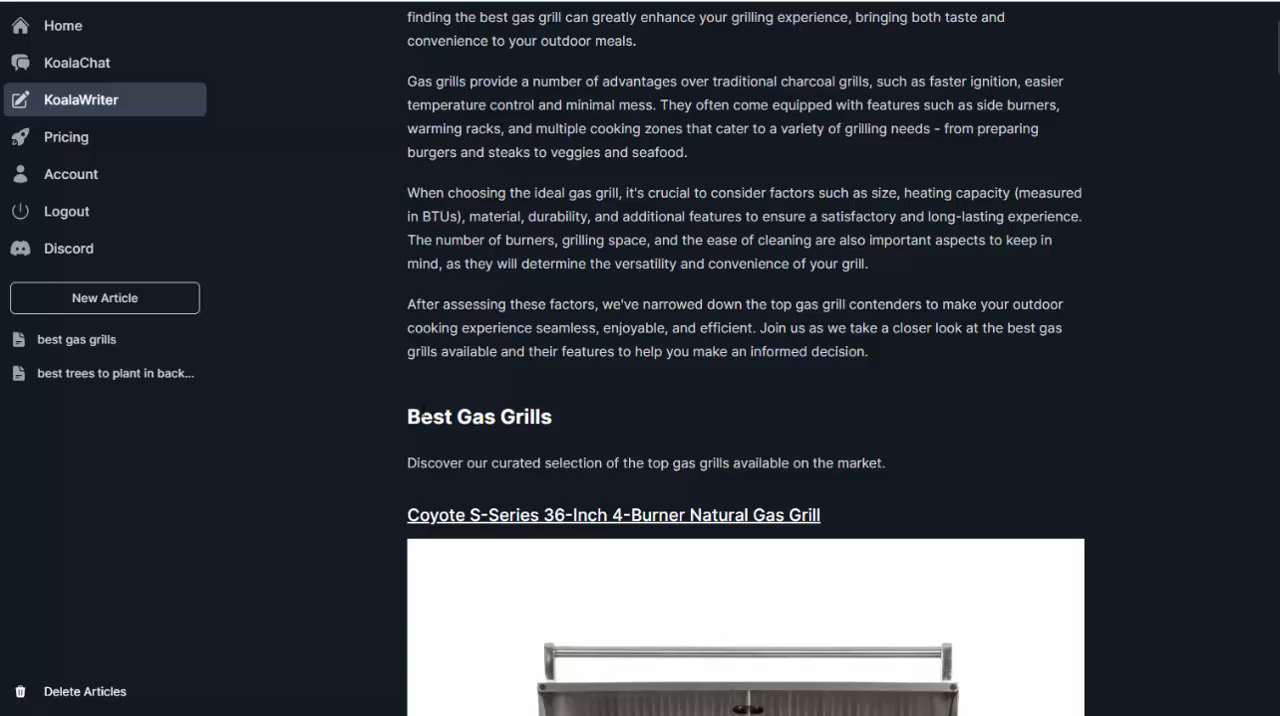 Home
KoalaChat
KoalaWriter
Pricing
Account
Logout
Discord
New Article
best gas grills
best trees to plant in back...
Delete Articles
finding the best gas grill can greatly enhance your grilling experience, bringing both taste and
convenience to your outdoor meals.
Gas grills provide a number of advantages over traditional charcoal grills, such as faster ignition, easier
temperature control and minimal mess. They often come equipped with features such as side burners,
warming racks, and multiple cooking zones that cater to a variety of grilling needs - from preparing
burgers and steaks to veggies and seafood.
When choosing the ideal gas grill, it's crucial to consider factors such as size, heating capacity (measured
in BTUs), material, durability, and additional features to ensure a satisfactory and long-lasting experience.
The number of burners, grilling space, and the ease of cleaning are also important aspects to keep in
mind, as they will determine the versatility and convenience of your grill.
After assessing these factors, we've narrowed down the top gas grill contenders to make your outdoor
cooking experience seamless, enjoyable, and efficient. Join us as we take a closer look at the best gas
grills available and their features to help you make an informed decision.
Best Gas Grills
Discover our curated selection of the top gas grills available on the market.
Coyote S-Series 36-Inch 4-Burner Natural Gas Grill